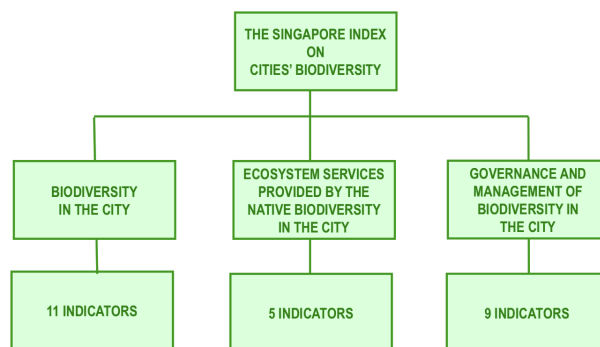 THE SINGAPORE INDEX
ON
CITIES’ BIODIVERSITY
BIODIVERSITY
IN THE CITY
ECOSYSTEM SERVICES
PROVIDED BY THE
NATIVE BIODIVERSITY
IN THE CITY
GOVERNANCE AND
MANAGEMENT OF
BIODIVERSITY IN
THE CITY
11 INDICATORS
5 INDICATORS
9 INDICATORS